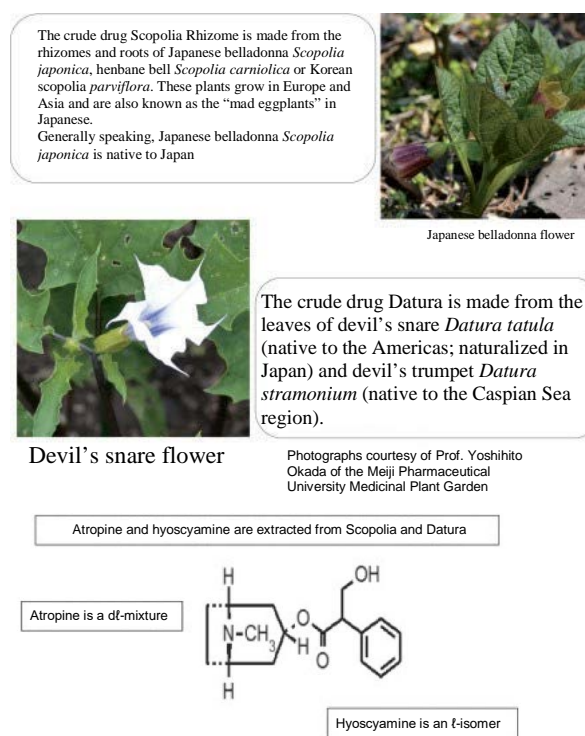 The crude drug Scopolia Rhizome is made from the
rhizomes and roots of Japanese belladonna Scopolia
japonica, henbane bell Scopolia carniolica or Korean
scopolia parviflora. These plants grow in Europe and
Asia and are also known as the “mad eggplants” in
Japanese.
Generally speaking, Japanese belladonna Scopolia
japonica is native to Japan
Japanese belladonna flower
The crude drug Datura is made from the
leaves of devil’s snare Datura tatula
(native to the Americas; naturalized in
Japan) and devil’s trumpet Datura
stramonium (native to the Caspian Sea
region).
Devil’s snare flower
Photographs courtesy of Prof. Yoshihito
Okada of the Meiji Pharmaceutical
University Medicinal Plant Garden
Atropine and hyoscyamine are extracted from Scopolia and Datura
Atropine is a dℓ-mixture
H
OH
N-CH3
O
H
O
H
Hyoscyamine is an ℓ-isomer